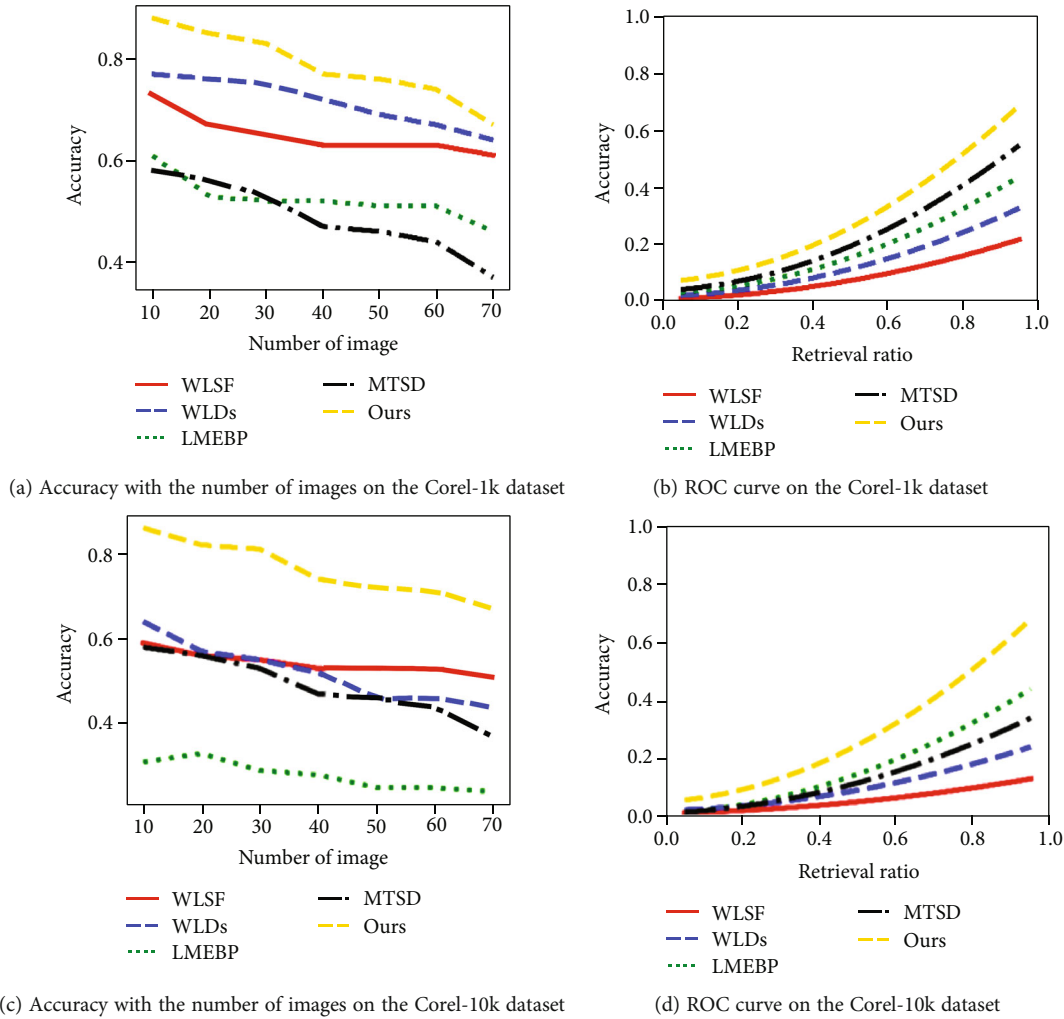 0.8
0.6
0.4
Accuracy
10 20 30 40 50 60 70
Number of image
WLSF
WLDs
LMEBP
MTSD
Ours
(a) Accuracy with the number of images on the Corel-1k dataset
1.0
0.8
0.6
0.4
0.2
0.0
Accuracy
0.0 0.2 0.4 0.6 0.8 1.0
Retrieval ratio
WLSF
WLDs
LMEBP
MTSD
Ours
(b) ROC curve on the Corel-1k dataset
0.8
0.6
0.4
Accuracy
10 20 30 40 50 60 70
Number of image
WLSF
WLDs
LMEBP
MTSD
Ours
(c) Accuracy with the number of images on the Corel-10k dataset
1.0
0.8
0.6
0.4
0.2
0.0
Accuracy
0.0 0.2 0.4 0.6 0.8 1.0
Retrieval ratio
WLSF
WLDs
LMEBP
MTSD
Ours
(d) ROC curve on the Corel-10k dataset